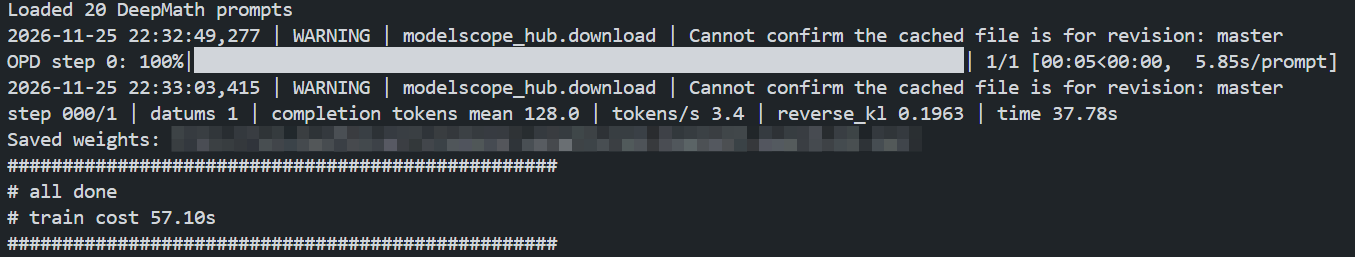 Loaded 20 DeepMath prompts
2026-11-25 22:32:49,277 | WARNING | modelscope_hub.download | Cannot confirm the cached file is for revision: master
OPD step 0: 100%| | 1/1 [00:05<00:00,  5.85s/prompt]
2026-11-25 22:33:03,415 | WARNING | modelscope_hub.download | Cannot confirm the cached file is for revision: master
step 000/1 | datums 1 | completion tokens mean 128.0 | tokens/s 3.4 | reverse_kl 0.1963 | time 37.78s
Saved weights:
##################################################
# all done
# train cost 57.10s
##################################################